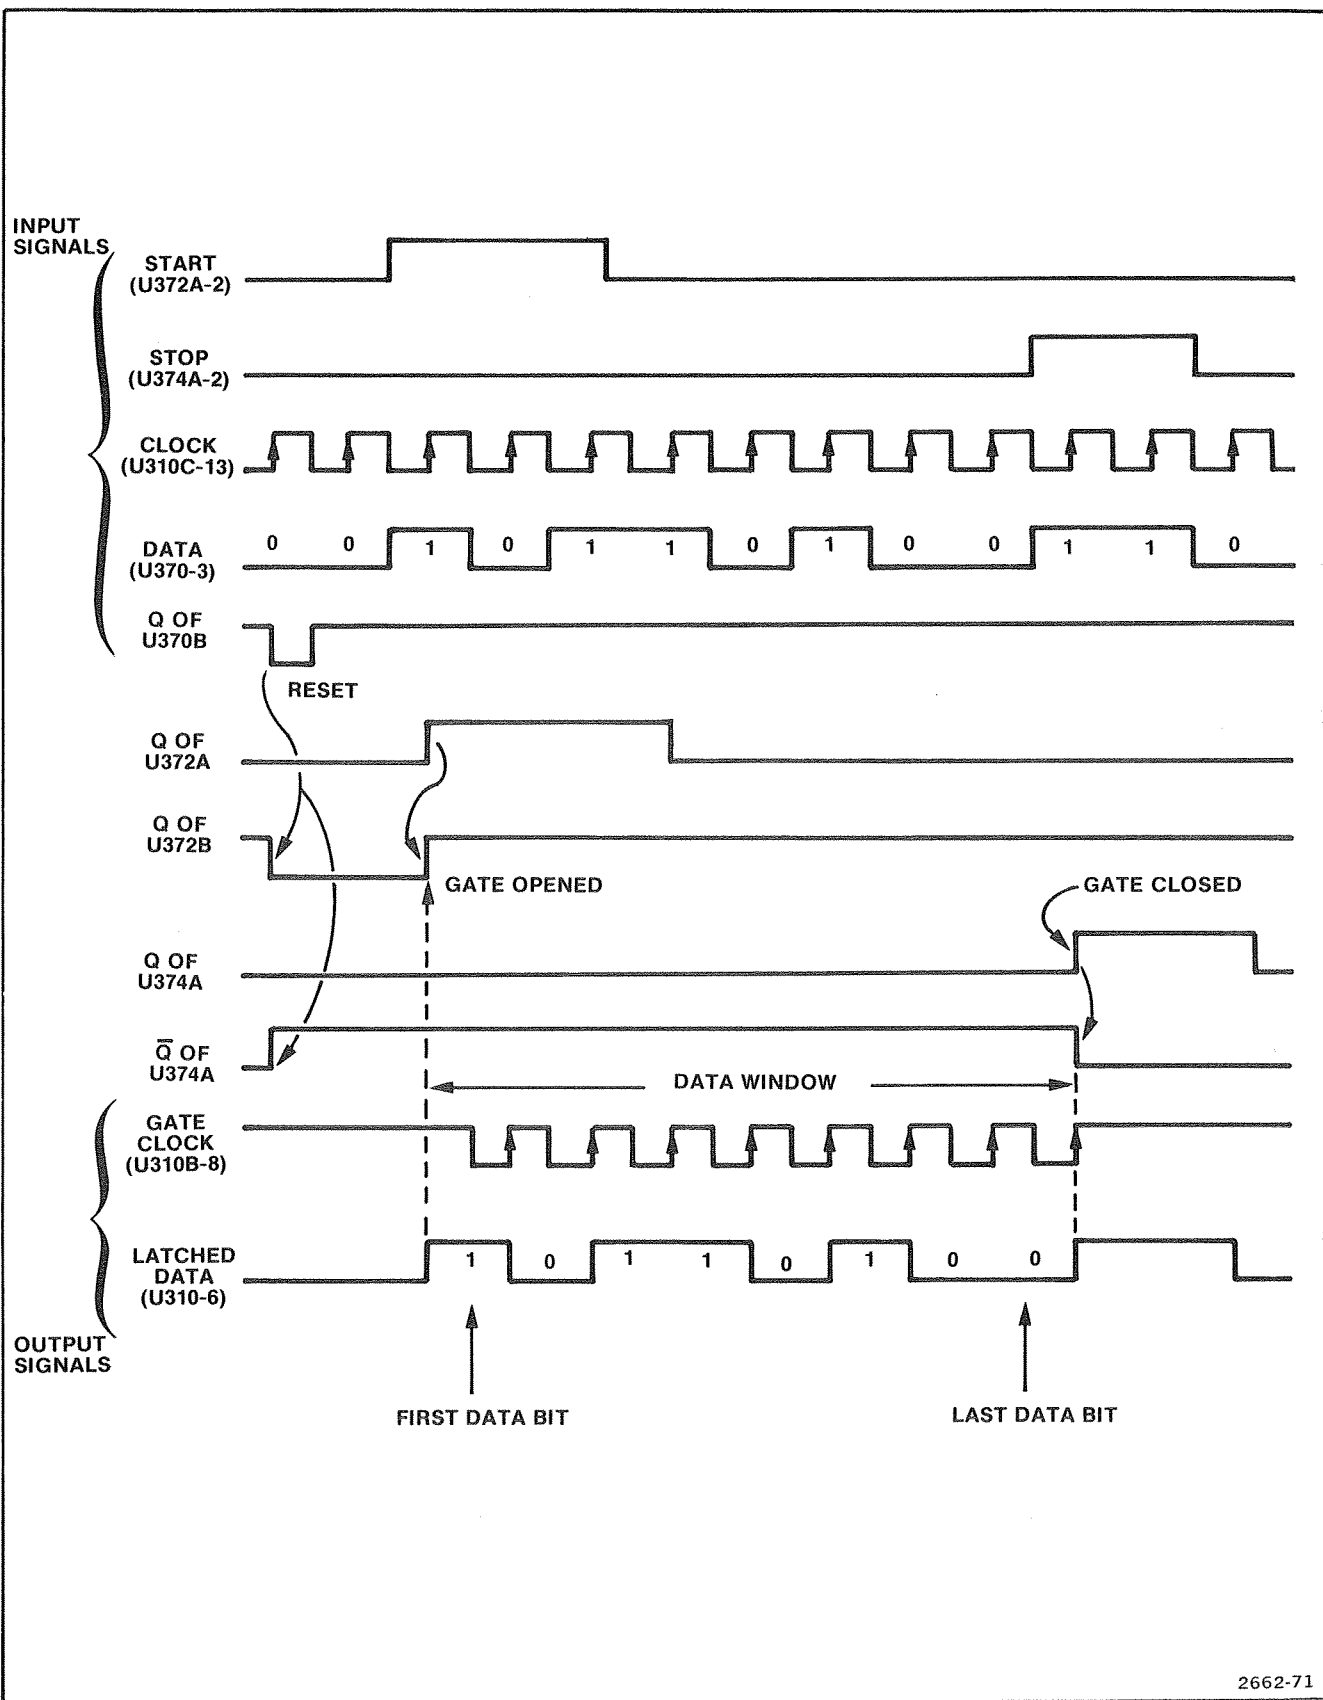 INPUT
SIGNALS
START
(U372A-2)
STOP
(U374A-2)
CLOCK
(U310C-13)
DATA
(U370-3)
0 0 1 0 1 1 0 1 0 0 1 1 0
Q OF
U370B
RESET
Q OF
U372A
Q OF
U372B
GATE OPENED
GATE CLOSED
Q OF
U374A
Q̅ OF
U374A
DATA WINDOW
GATE
CLOCK
(U310B-8)
LATCHED
DATA
(U310-6)
1 0 1 1 0 1 0 0
OUTPUT
SIGNALS
FIRST DATA BIT
LAST DATA BIT
2662-71